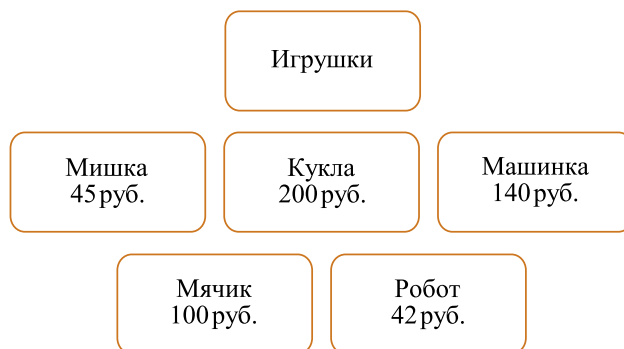 Игрушки
Мишка
45 руб.
Кукла
200 руб.
Машинка
140 руб.
Мячик
100 руб.
Робот
42 руб.